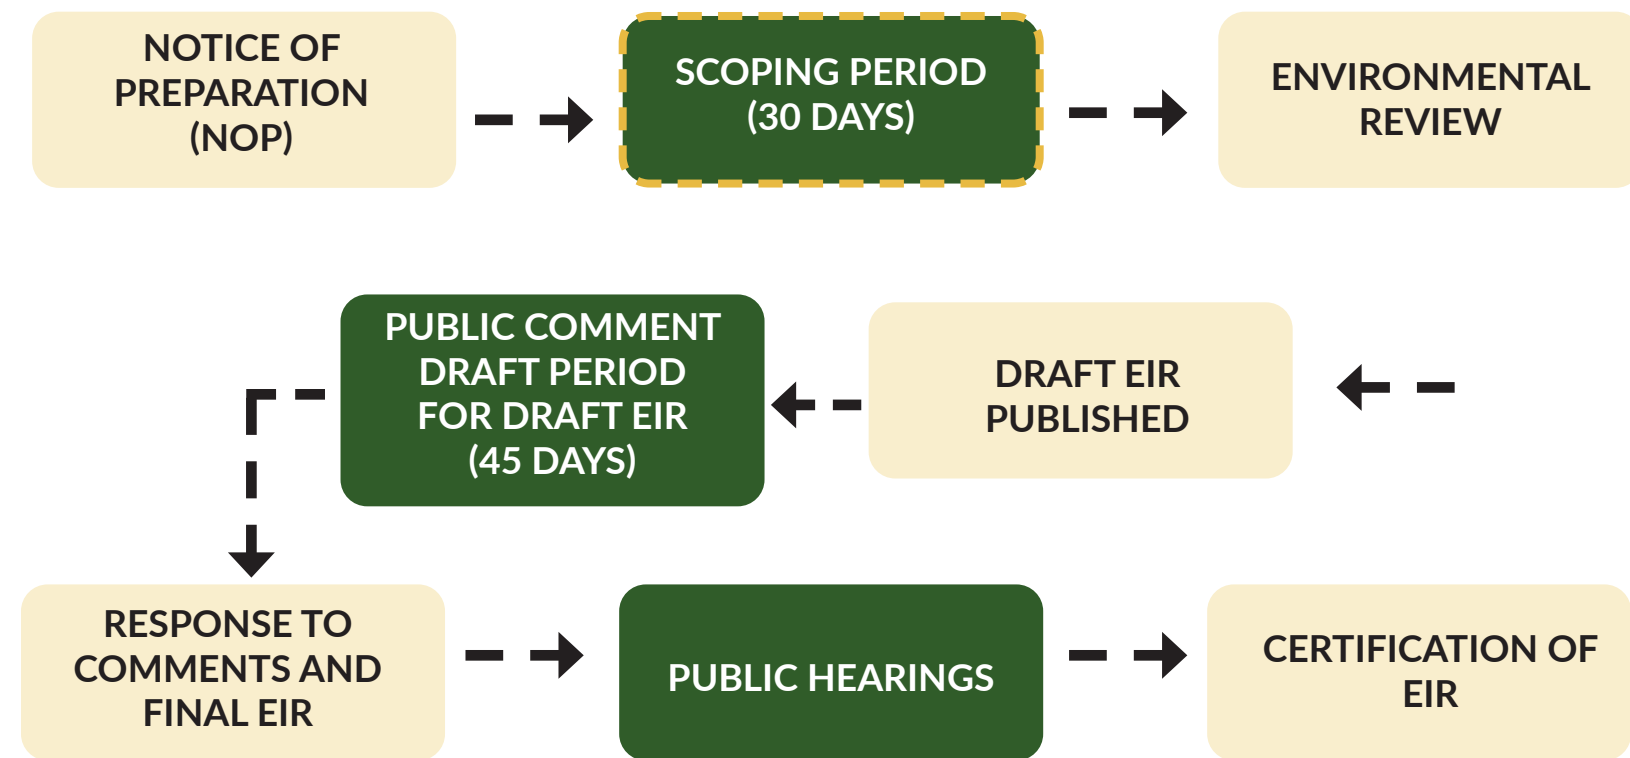 NOTICE OF
PREPARATION
(NOP)
SCOPING PERIOD
(30 DAYS)
ENVIRONMENTAL
REVIEW
PUBLIC COMMENT
DRAFT PERIOD
FOR DRAFT EIR
(45 DAYS)
DRAFT EIR
PUBLISHED
RESPONSE TO
COMMENTS AND
FINAL EIR
PUBLIC HEARINGS
CERTIFICATION OF
EIR